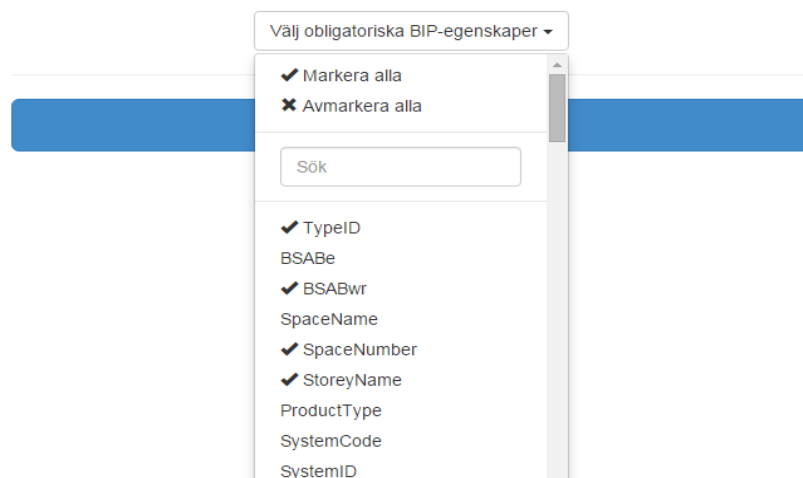 Välj obligatoriska BIP-egenskaper
Markera alla
Avmarkera alla
Sök
TypeID
BSABe
BSABwr
SpaceName
SpaceNumber
StoreyName
ProductType
SystemCode
SystemID